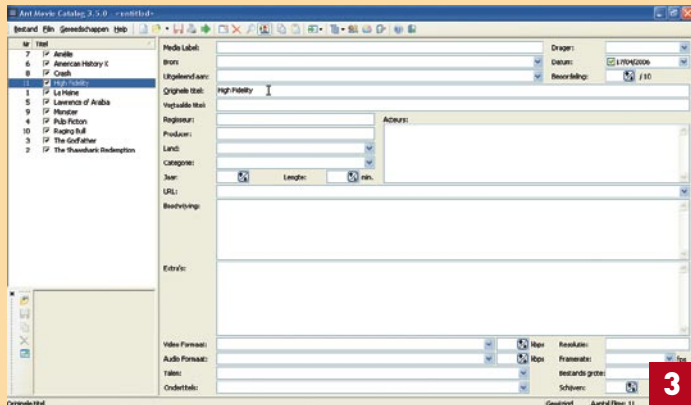 Ant Movie Catalog 3.5.0 - <untitled>
Bestand Film Gereedschappen Help
Nr Titel
7 Amélie
6 American History X
8 Crash
11 High Fidelity
1 La Haine
5 Lawrence of Arabia
9 Monster
4 Pulp Fiction
10 Raging Bull
3 The Godfather
2 The Shawshank Redemption
Media Label:
Drager:
Bron:
Datum: 17/04/2006
Uitgeleend aan:
Beoordeling: / 10
Originele titel: High Fidelity
Vertaalde titel:
Regisseur:
Acteurs:
Producer:
Land:
Categorie:
Jaar:
Lengte: min.
URL:
Beschrijving:
Extra's:
Video Formaat: kbps
Resolutie:
Audio Formaat: kbps
Framerate: fps
Talen:
Bestands grote
Ondertitels:
Schijven:
Originele titel
Gewijzigd
Aantal films: 11
3